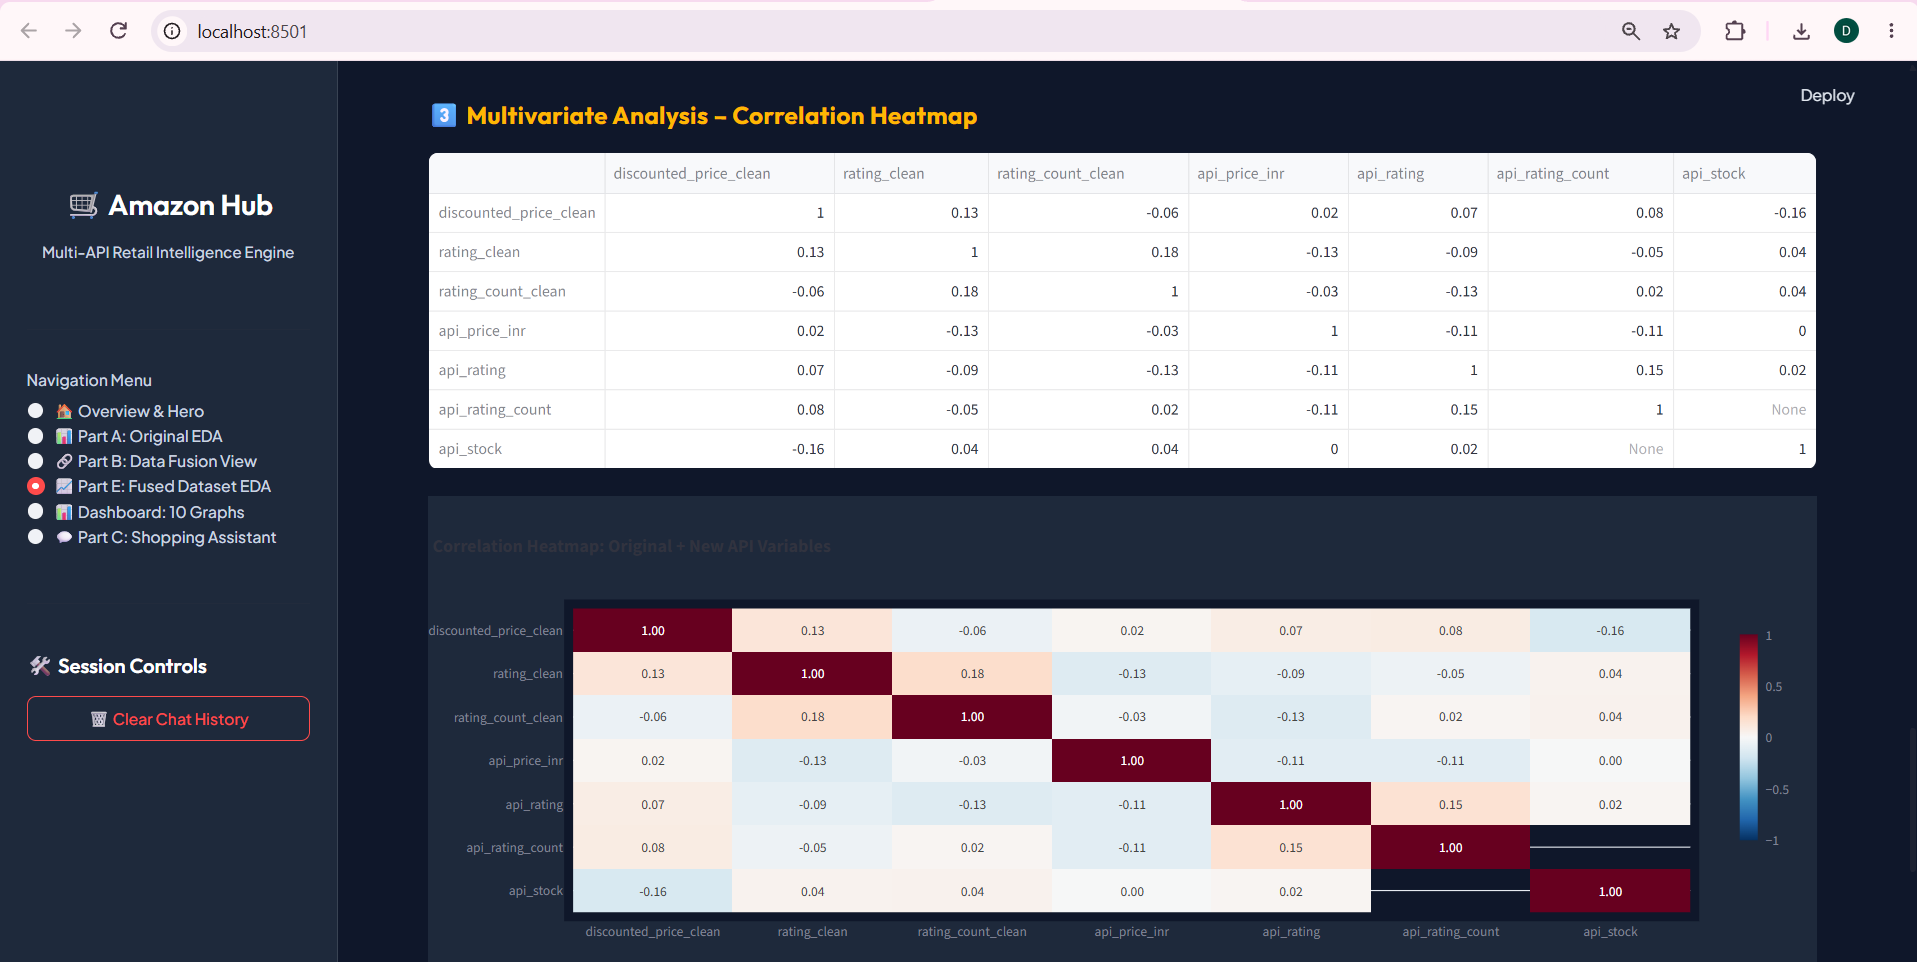 localhost:8501
D
Deploy
🛒 Amazon Hub
Multi-API Retail Intelligence Engine
Navigation Menu
🏠 Overview & Hero
📊 Part A: Original EDA
🔗 Part B: Data Fusion View
📈 Part E: Fused Dataset EDA
📊 Dashboard: 10 Graphs
💬 Part C: Shopping Assistant
🛠️ Session Controls
🗑️ Clear Chat History
3️⃣ Multivariate Analysis – Correlation Heatmap
discounted_price_clean rating_clean rating_count_clean api_price_inr api_rating api_rating_count api_stock
discounted_price_clean 1 0.13 -0.06 0.02 0.07 0.08 -0.16
rating_clean 0.13 1 0.18 -0.13 -0.09 -0.05 0.04
rating_count_clean -0.06 0.18 1 -0.03 -0.13 0.02 0.04
api_price_inr 0.02 -0.13 -0.03 1 -0.11 -0.11 0
api_rating 0.07 -0.09 -0.13 -0.11 1 0.15 0.02
api_rating_count 0.08 -0.05 0.02 -0.11 0.15 1 None
api_stock -0.16 0.04 0.04 0 0.02 None 1
Correlation Heatmap: Original + New API Variables
discounted_price_clean 1.00 0.13 -0.06 0.02 0.07 0.08 -0.16
rating_clean 0.13 1.00 0.18 -0.13 -0.09 -0.05 0.04
rating_count_clean -0.06 0.18 1.00 -0.03 -0.13 0.02 0.04
api_price_inr 0.02 -0.13 -0.03 1.00 -0.11 -0.11 0.00
api_rating 0.07 -0.09 -0.13 -0.11 1.00 0.15 0.02
api_rating_count 0.08 -0.05 0.02 -0.11 0.15 1.00
api_stock -0.16 0.04 0.04 0.00 0.02 1.00
discounted_price_clean rating_clean rating_count_clean api_price_inr api_rating api_rating_count api_stock
1
0.5
0
−0.5
−1